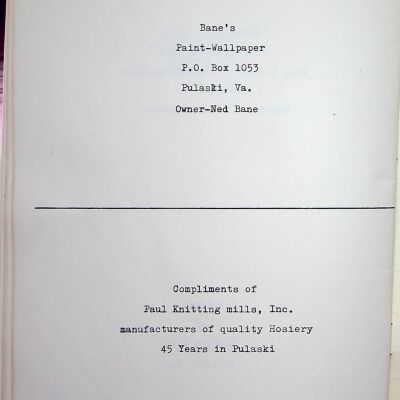 Bane's
Paint-Wallpaper
P.O. Box 1053
Pulaski, Va.
Owner-Ned Bane
Compliments of
Paul Knitting mills, Inc.
manufacturers of quality Hosiery
45 Years in Pulaski